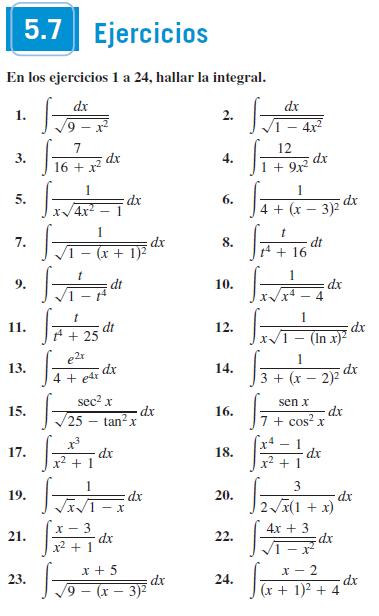 5.7 Ejercicios
En los ejercicios 1 a 24, hallar la integral.
1. ∫ dx / √(9 − x²)
2. ∫ dx / √(1 − 4x²)
3. ∫ 7 / (16 + x²) dx
4. ∫ 12 / (1 + 9x²) dx
5. ∫ 1 / (x√(4x² − 1)) dx
6. ∫ 1 / (4 + (x − 3)²) dx
7. ∫ 1 / √(1 − (x + 1)²) dx
8. ∫ t / (t⁴ + 16) dt
9. ∫ t / √(1 − t⁴) dt
10. ∫ 1 / (x√(x⁴ − 4)) dx
11. ∫ t / (t⁴ + 25) dt
12. ∫ 1 / (x√(1 − (ln x)²)) dx
13. ∫ e²ˣ / (4 + e⁴ˣ) dx
14. ∫ 1 / (3 + (x − 2)²) dx
15. ∫ sec² x / √(25 − tan² x) dx
16. ∫ sen x / (7 + cos² x) dx
17. ∫ x³ / (x² + 1) dx
18. ∫ (x⁴ − 1) / (x² + 1) dx
19. ∫ 1 / (√x√(1 − x)) dx
20. ∫ 3 / (2√x(1 + x)) dx
21. ∫ (x − 3) / (x² + 1) dx
22. ∫ (4x + 3) / √(1 − x²) dx
23. ∫ (x + 5) / √(9 − (x − 3)²) dx
24. ∫ (x − 2) / ((x + 1)² + 4) dx